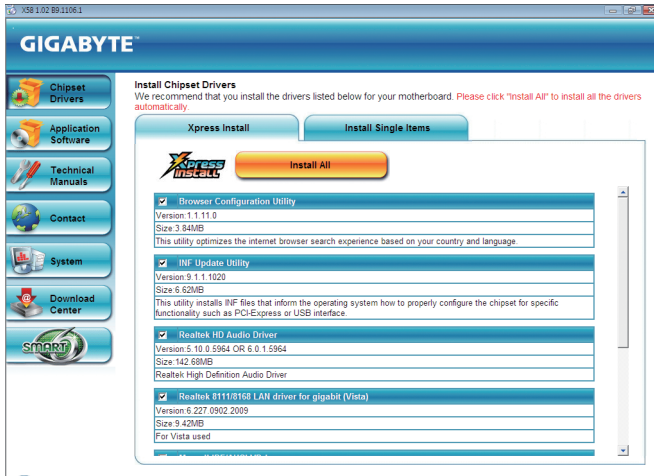 X58 1.02 B9.1106.1
GIGABYTE™
Chipset
Drivers
Application
Software
Technical
Manuals
Contact
System
Download
Center
SMART
Install Chipset Drivers
We recommend that you install the drivers listed below for your motherboard. Please click "Install All" to install all the drivers
automatically.
Xpress Install
Install Single Items
Xpress
Install
Install All
Browser Configuration Utility
Version:1.1.11.0
Size:3.84MB
This utility optimizes the internet browser search experience based on your country and language.
INF Update Utility
Version:9.1.1.1020
Size:6.62MB
This utility installs INF files that inform the operating system how to properly configure the chipset for specific
functionality such as PCI-Express or USB interface.
Realtek HD Audio Driver
Version:5.10.0.5964 OR 6.0.1.5964
Size:142.68MB
Realtek High Definition Audio Driver
Realtek 8111/8168 LAN driver for gigabit (Vista)
Version:6.227.0902.2009
Size:9.42MB
For Vista used